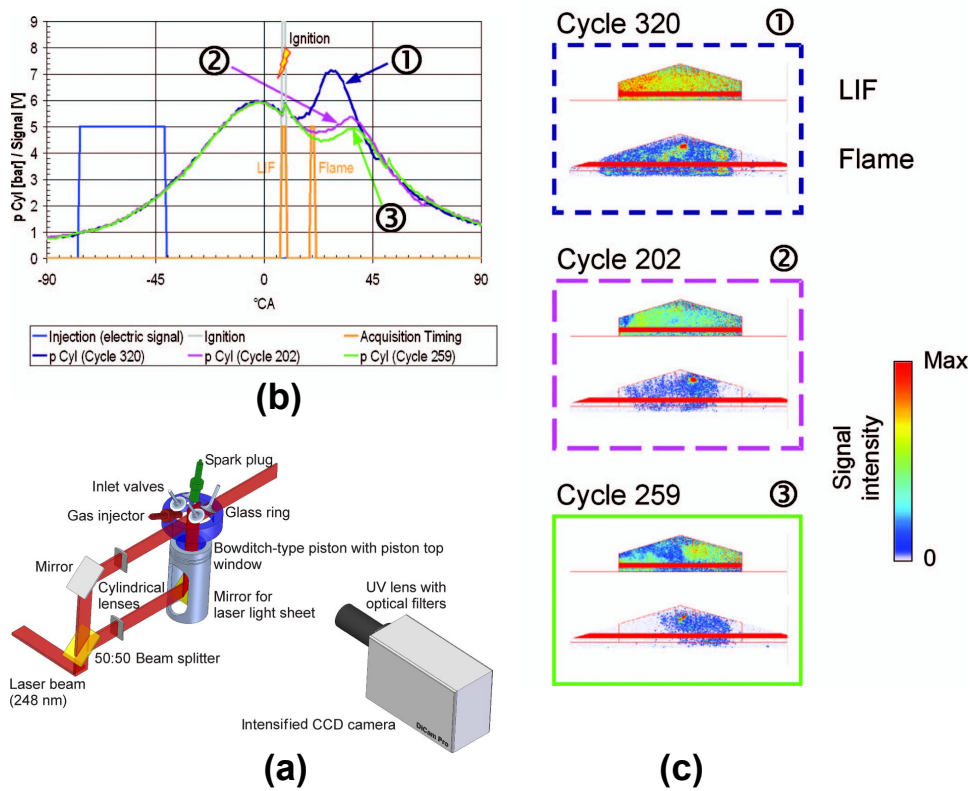 9
8
7
6
5
4
3
2
1
0
p Cyl [bar] / Signal [V]
Ignition
②
①
LIF
Flame
③
-90
-45
0
45
90
°CA
Injection (electric signal)
Ignition
Acquisition Timing
p Cyl (Cycle 320)
p Cyl (Cycle 202)
p Cyl (Cycle 259)
(b)
Spark plug
Inlet valves
Gas injector
Glass ring
Mirror
Bowditch-type piston with piston top
window
Cylindrical
lenses
Mirror for
laser light sheet
UV lens with
optical filters
50:50 Beam splitter
Laser beam
(248 nm)
Intensified CCD camera
DiCam Pro
(a)
Cycle 320 ①
LIF
Flame
Cycle 202 ②
Cycle 259 ③
Max
Signal
intensity
0
(c)